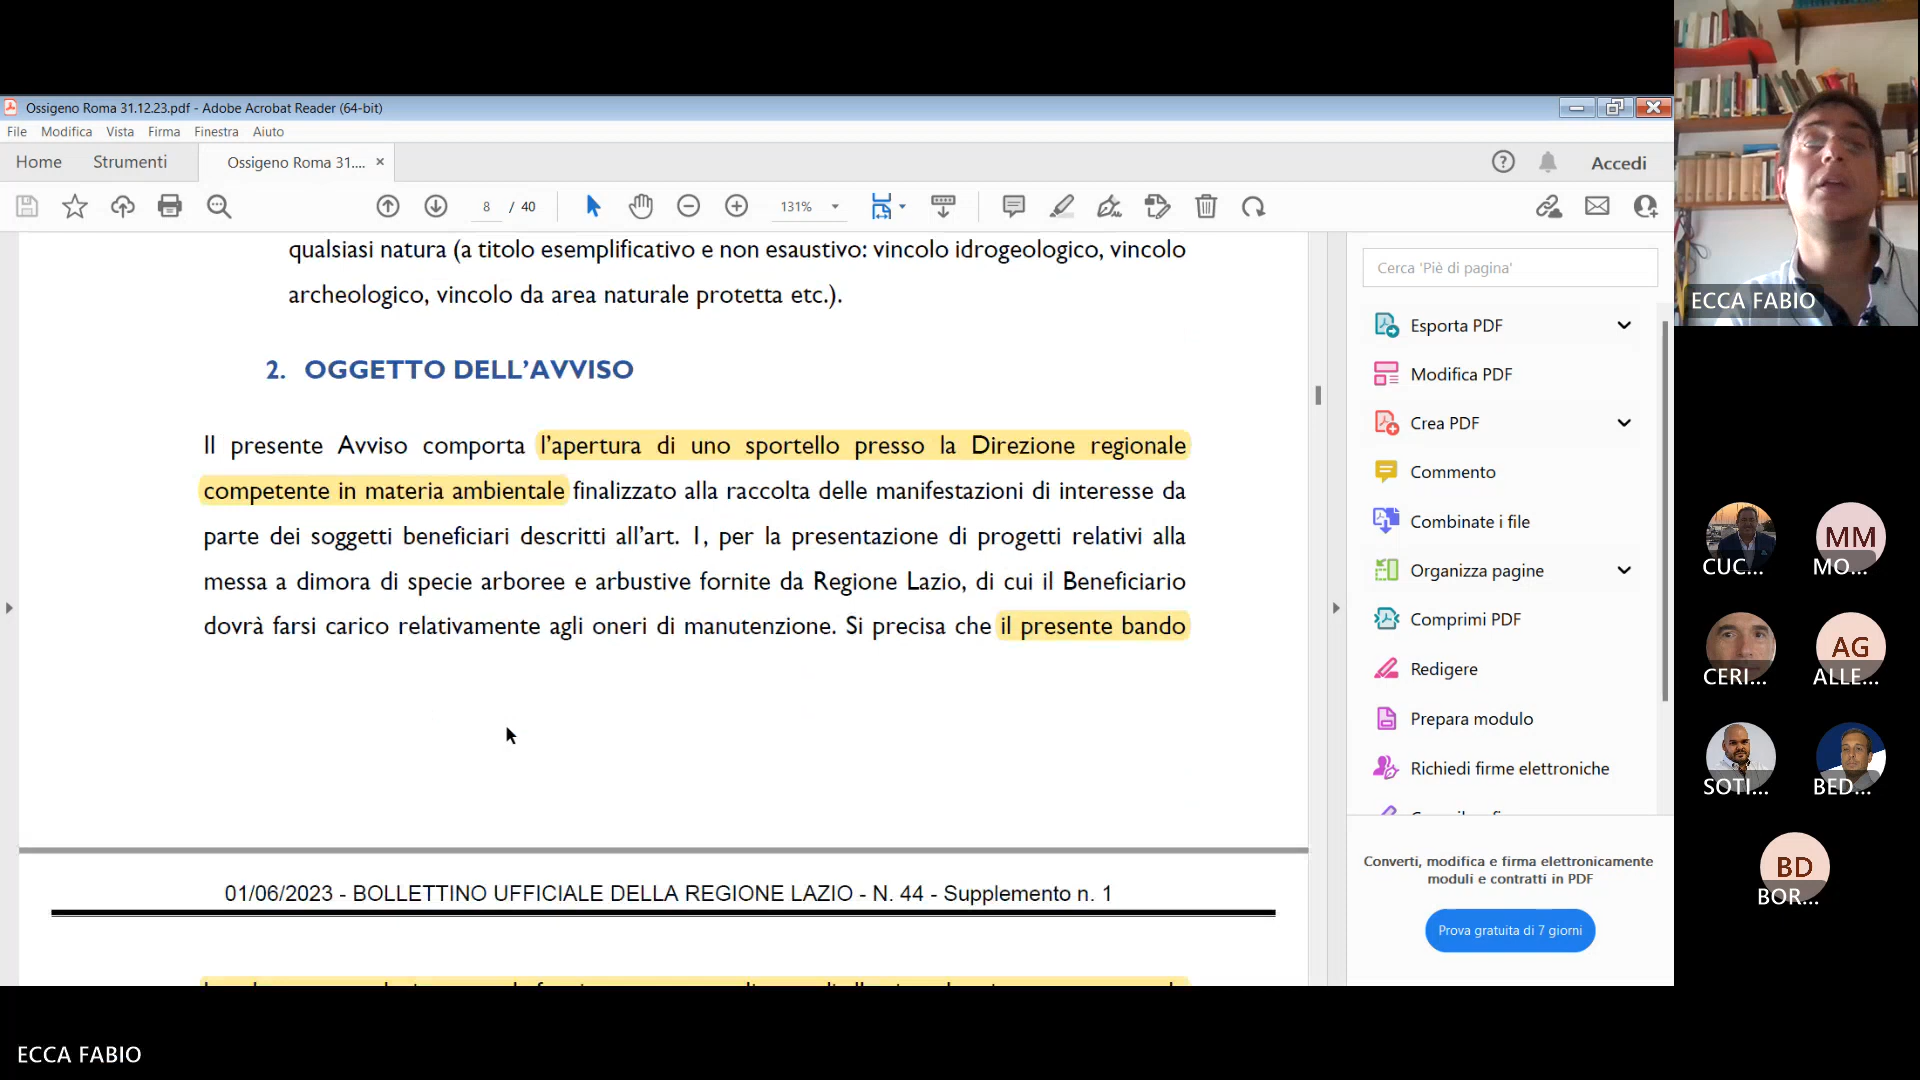 Ossigeno Roma 31.12.23.pdf - Adobe Acrobat Reader (64-bit)
File Modifica Vista Firma Finestra Aiuto
Home Strumenti Ossigeno Roma 31.... × Accedi
8 / 40 131%
qualsiasi natura (a titolo esemplificativo e non esaustivo: vincolo idrogeologico, vincolo
archeologico, vincolo da area naturale protetta etc.).
2. OGGETTO DELL’AVVISO
Il presente Avviso comporta l’apertura di uno sportello presso la Direzione regionale
competente in materia ambientale finalizzato alla raccolta delle manifestazioni di interesse da
parte dei soggetti beneficiari descritti all’art. 1, per la presentazione di progetti relativi alla
messa a dimora di specie arboree e arbustive fornite da Regione Lazio, di cui il Beneficiario
dovrà farsi carico relativamente agli oneri di manutenzione. Si precisa che il presente bando
01/06/2023 - BOLLETTINO UFFICIALE DELLA REGIONE LAZIO - N. 44 - Supplemento n. 1
Cerca 'Piè di pagina'
Esporta PDF
Modifica PDF
Crea PDF
Commento
Combinate i file
Organizza pagine
Comprimi PDF
Redigere
Prepara modulo
Richiedi firme elettroniche
Converti, modifica e firma elettronicamente
moduli e contratti in PDF
Prova gratuita di 7 giorni
ECCA FABIO
CUC...
MM
MO...
CERI...
AG
ALLE...
SOTI...
BED...
BD
BOR...
ECCA FABIO